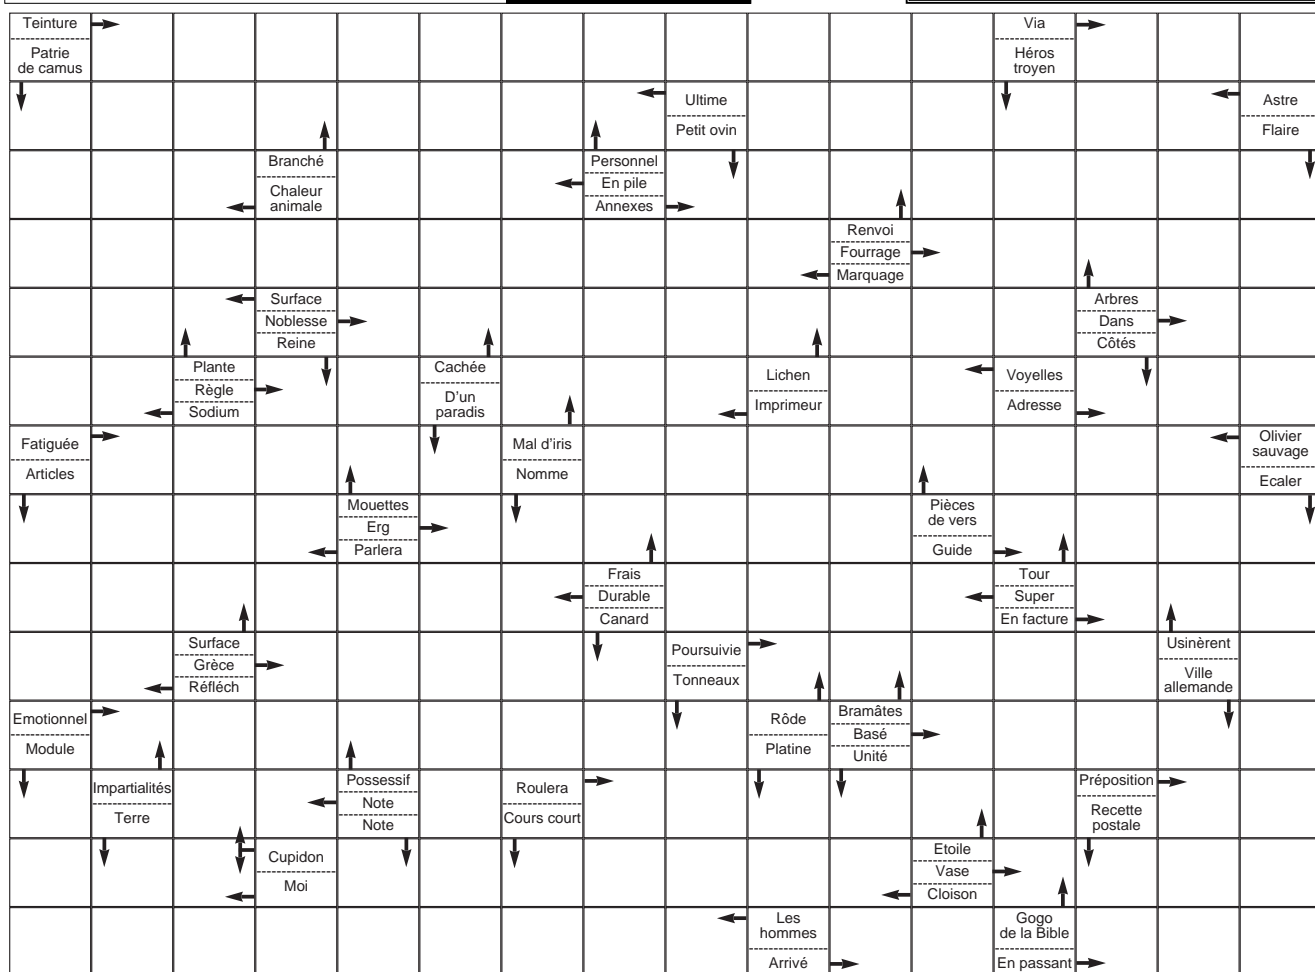 Teinture
Patrie
de camus
Via
Héros
troyen
Ultime
Petit ovin
Astre
Flaire
Branché
Chaleur
animale
Personnel
En pile
Annexes
Renvoi
Fourrage
Marquage
Surface
Noblesse
Reine
Arbres
Dans
Côtés
Plante
Règle
Sodium
Cachée
D'un
paradis
Lichen
Imprimeur
Voyelles
Adresse
Fatiguée
Articles
Mal d'iris
Nomme
Olivier
sauvage
Ecaler
Mouettes
Erg
Parlera
Pièces
de vers
Guide
Frais
Durable
Canard
Tour
Super
En facture
Surface
Grèce
Réfléch
Poursuivie
Tonneaux
Usinèrent
Ville
allemande
Emotionnel
Module
Rôde
Platine
Bramâtes
Basé
Unité
Impartialités
Terre
Possessif
Note
Note
Roulera
Cours court
Préposition
Recette
postale
Cupidon
Moi
Etoile
Vase
Cloison
Les
hommes
Arrivé
Gogo
de la Bible
En passant